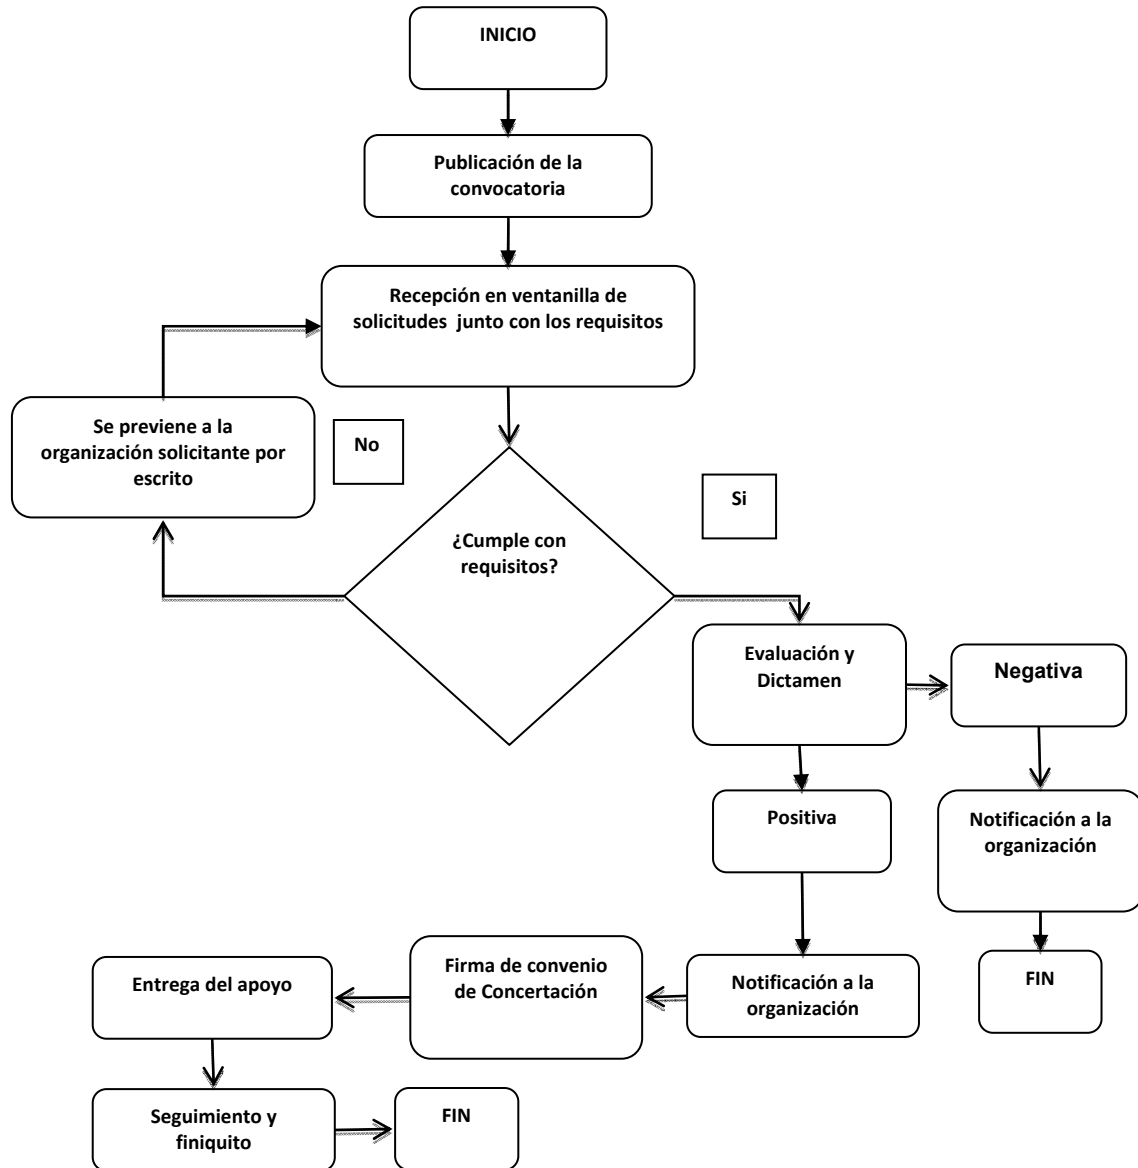 INICIO
Publicación de la
convocatoria
Recepción en ventanilla de
solicitudes junto con los requisitos
Se previene a la
organización solicitante por
escrito
No
Si
¿Cumple con
requisitos?
Evaluación y
Dictamen
Negativa
Positiva
Notificación a la
organización
Notificación a la
organización
Firma de convenio
de Concertación
Entrega del apoyo
FIN
Seguimiento y
finiquito
FIN